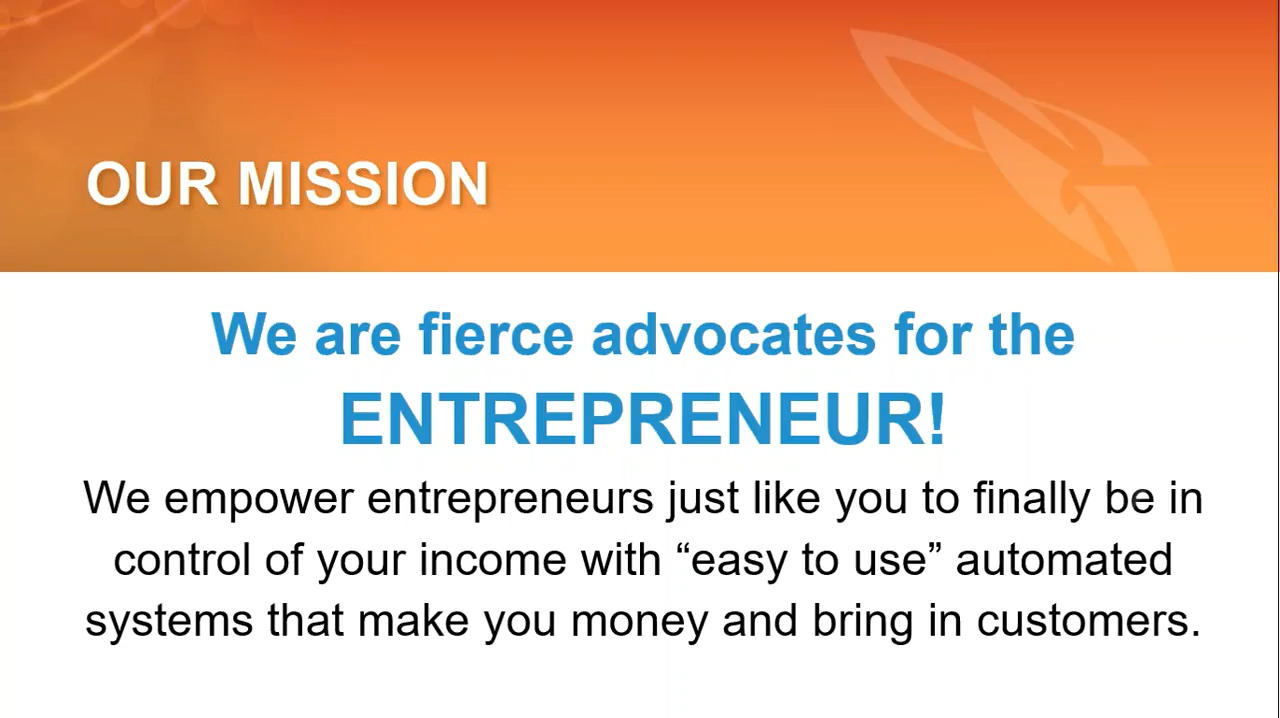 OUR MISSION
We are fierce advocates for the
ENTREPRENEUR!
We empower entrepreneurs just like you to finally be in
control of your income with “easy to use” automated
systems that make you money and bring in customers.